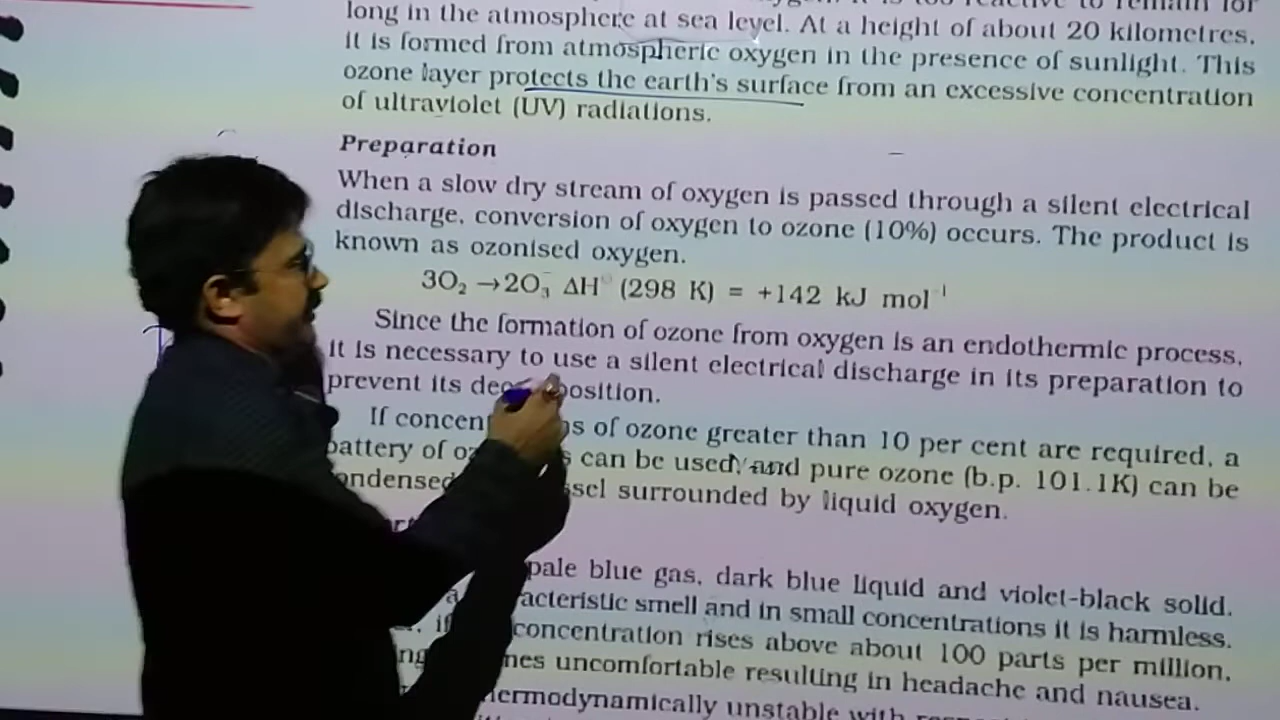 long in the atmosphere at sea level. At a height of about 20 kilometres,
it is formed from atmospheric oxygen in the presence of sunlight. This
ozone layer protects the earth's surface from an excessive concentration
of ultraviolet (UV) radiations.
Preparation
When a slow dry stream of oxygen is passed through a silent electrical
discharge, conversion of oxygen to ozone (10%) occurs. The product is
known as ozonised oxygen.
3O₂ → 2O₃ ΔH⊖ (298 K) = +142 kJ mol⁻¹
Since the formation of ozone from oxygen is an endothermic process,
it is necessary to use a silent electrical discharge in its preparation to
prevent its position.
If of ozone greater than 10 per cent are required, a
battery of can be used, and pure ozone (b.p. 101.1K) can be
surrounded by liquid oxygen.
pale blue gas, dark blue liquid and violet-black solid.
smell and in small concentrations it is harmless.
concentration rises above about 100 parts per million,
uncomfortable resulting in headache and nausea.
unstable with